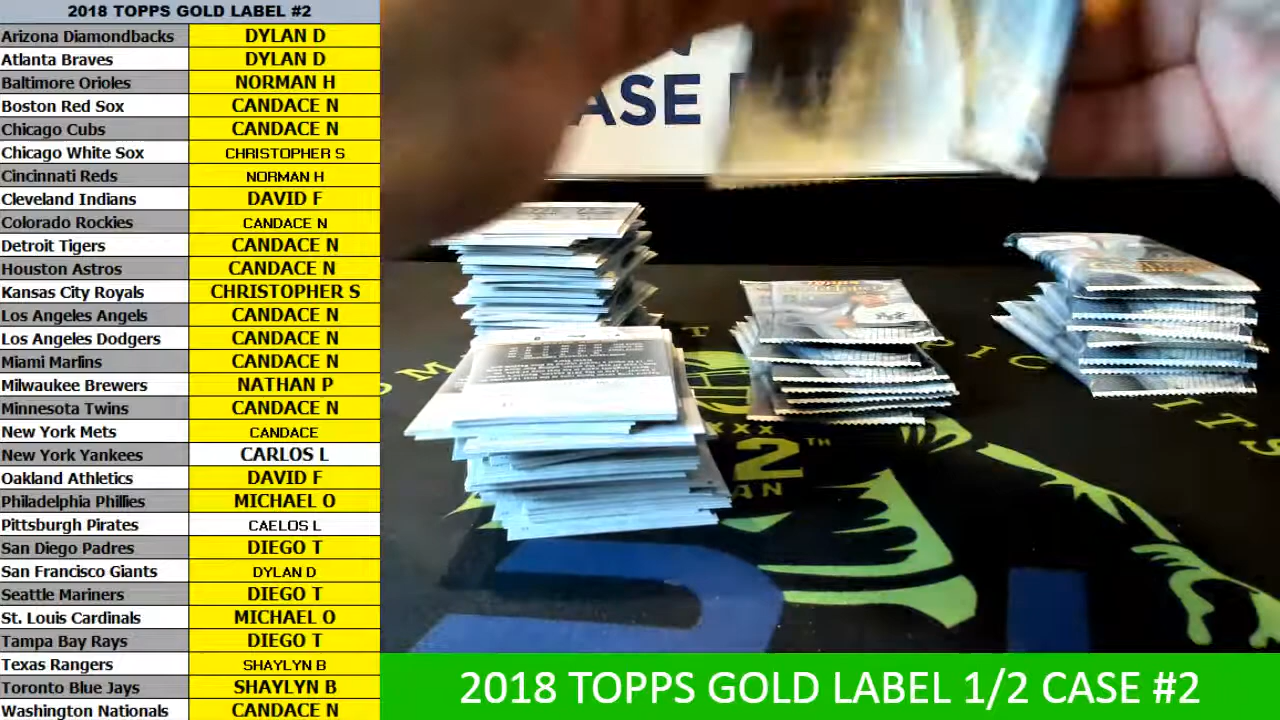 2018 TOPPS GOLD LABEL #2
Arizona Diamondbacks DYLAN D
Atlanta Braves DYLAN D
Baltimore Orioles NORMAN H
Boston Red Sox CANDACE N
Chicago Cubs CANDACE N
Chicago White Sox CHRISTOPHER S
Cincinnati Reds NORMAN H
Cleveland Indians DAVID F
Colorado Rockies CANDACE N
Detroit Tigers CANDACE N
Houston Astros CANDACE N
Kansas City Royals CHRISTOPHER S
Los Angeles Angels CANDACE N
Los Angeles Dodgers CANDACE N
Miami Marlins CANDACE N
Milwaukee Brewers NATHAN P
Minnesota Twins CANDACE N
New York Mets CANDACE
New York Yankees CARLOS L
Oakland Athletics DAVID F
Philadelphia Phillies MICHAEL O
Pittsburgh Pirates CAELOS L
San Diego Padres DIEGO T
San Francisco Giants DYLAN D
Seattle Mariners DIEGO T
St. Louis Cardinals MICHAEL O
Tampa Bay Rays DIEGO T
Texas Rangers SHAYLYN B
Toronto Blue Jays SHAYLYN B
Washington Nationals CANDACE N
ASE
XXX
2TH
AN
2018 TOPPS GOLD LABEL 1/2 CASE #2